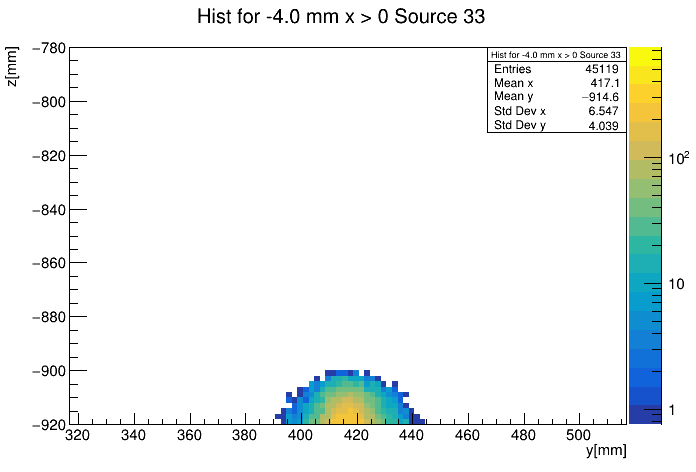 Hist for -4.0 mm x > 0 Source 33
z[mm]
−780
−800
−820
−840
−860
−880
−900
−920
Hist for -4.0 mm x > 0 Source 33
Entries 45119
Mean x 417.1
Mean y −914.6
Std Dev x 6.547
Std Dev y 4.039
10²
10
1
320 340 360 380 400 420 440 460 480 500
y[mm]